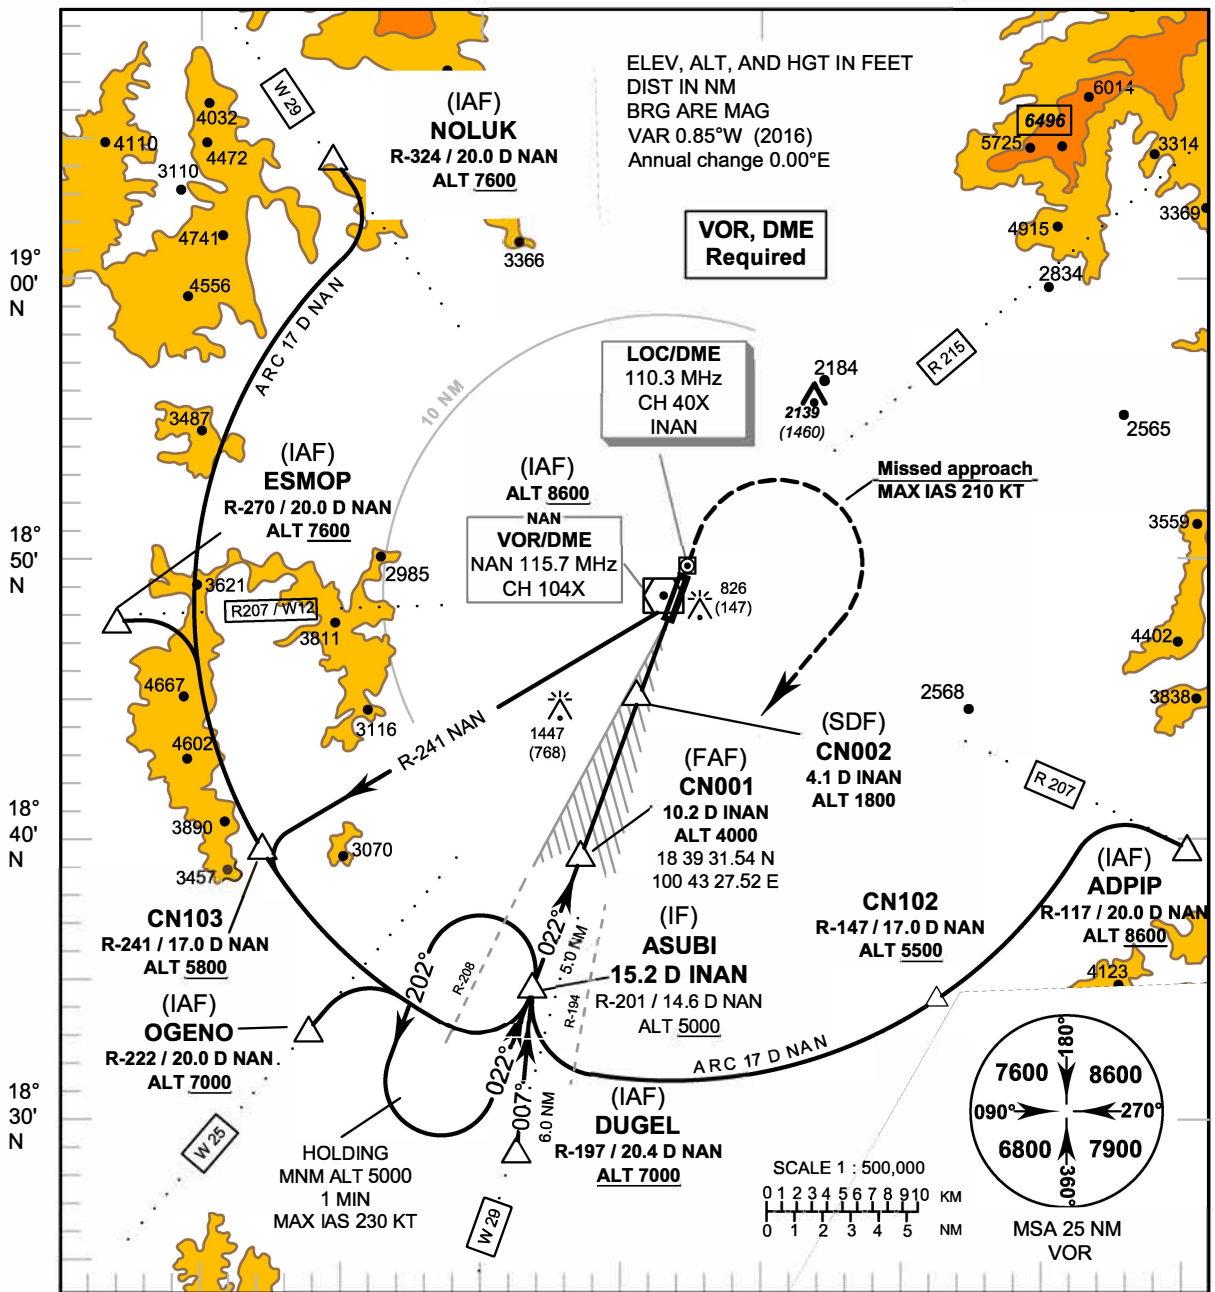 ELEV, ALT, AND HGT IN FEET
DIST IN NM
BRG ARE MAG
VAR 0.85°W (2016)
Annual change 0.00°E
VOR, DME
Required
W 29
(IAF)
NOLUK
R-324 / 20.0 D NAN
ALT 7600
4032
4110
4472
3110
4741
4556
3366
6014
6496
5725
3314
3369
4915
2834
19°
00'
N
ARC 17 D NAN
10 NM
LOC/DME
110.3 MHz
CH 40X
INAN
2184
2139
(1460)
R 215
2565
3487
(IAF)
ESMOP
R-270 / 20.0 D NAN
ALT 7600
(IAF)
ALT 8600
NAN
VOR/DME
NAN 115.7 MHz
CH 104X
Missed approach
MAX IAS 210 KT
18°
50'
N
3559
2985
3621
R207 / W12
3811
826
(147)
4402
4667
3116
4602
R-241 NAN
1447
(768)
2568
3838
(SDF)
CN002
4.1 D INAN
ALT 1800
(FAF)
CN001
10.2 D INAN
ALT 4000
18 39 31.54 N
100 43 27.52 E
R 207
18°
40'
N
3890
3070
3457
CN103
R-241 / 17.0 D NAN
ALT 5800
(IAF)
ADPIP
R-117 / 20.0 D NAN
ALT 8600
CN102
R-147 / 17.0 D NAN
ALT 5500
4123
(IF)
ASUBI
15.2 D INAN
R-201 / 14.6 D NAN
ALT 5000
022°
5.0 NM
202°
R-208
R-194
(IAF)
OGENO
R-222 / 20.0 D NAN
ALT 7000
ARC 17 D NAN
022°
007°
6.0 NM
18°
30'
N
(IAF)
DUGEL
R-197 / 20.4 D NAN
ALT 7000
W 25
HOLDING
MNM ALT 5000
1 MIN
MAX IAS 230 KT
W 29
SCALE 1 : 500,000
0 1 2 3 4 5 6 7 8 9 10 KM
0 1 2 3 4 5 NM
180°
7600 8600
090° 270°
6800 7900
360°
MSA 25 NM
VOR